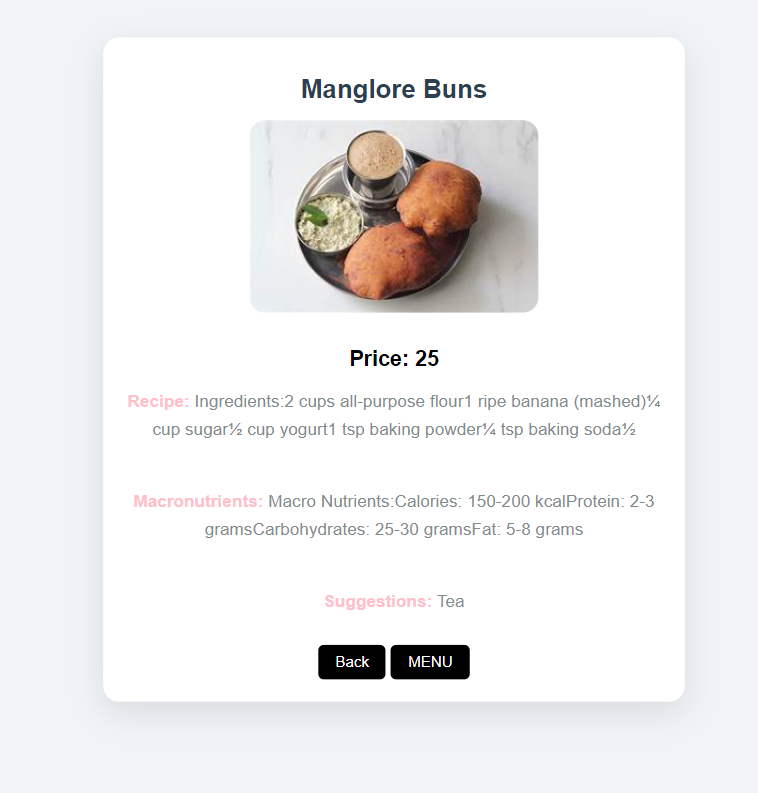 Manglore Buns
Price: 25
Recipe: Ingredients:2 cups all-purpose flour1 ripe banana (mashed)¼
cup sugar½ cup yogurt1 tsp baking powder¼ tsp baking soda½
Macronutrients: Macro Nutrients:Calories: 150-200 kcalProtein: 2-3
gramsCarbohydrates: 25-30 gramsFat: 5-8 grams
Suggestions: Tea
Back MENU